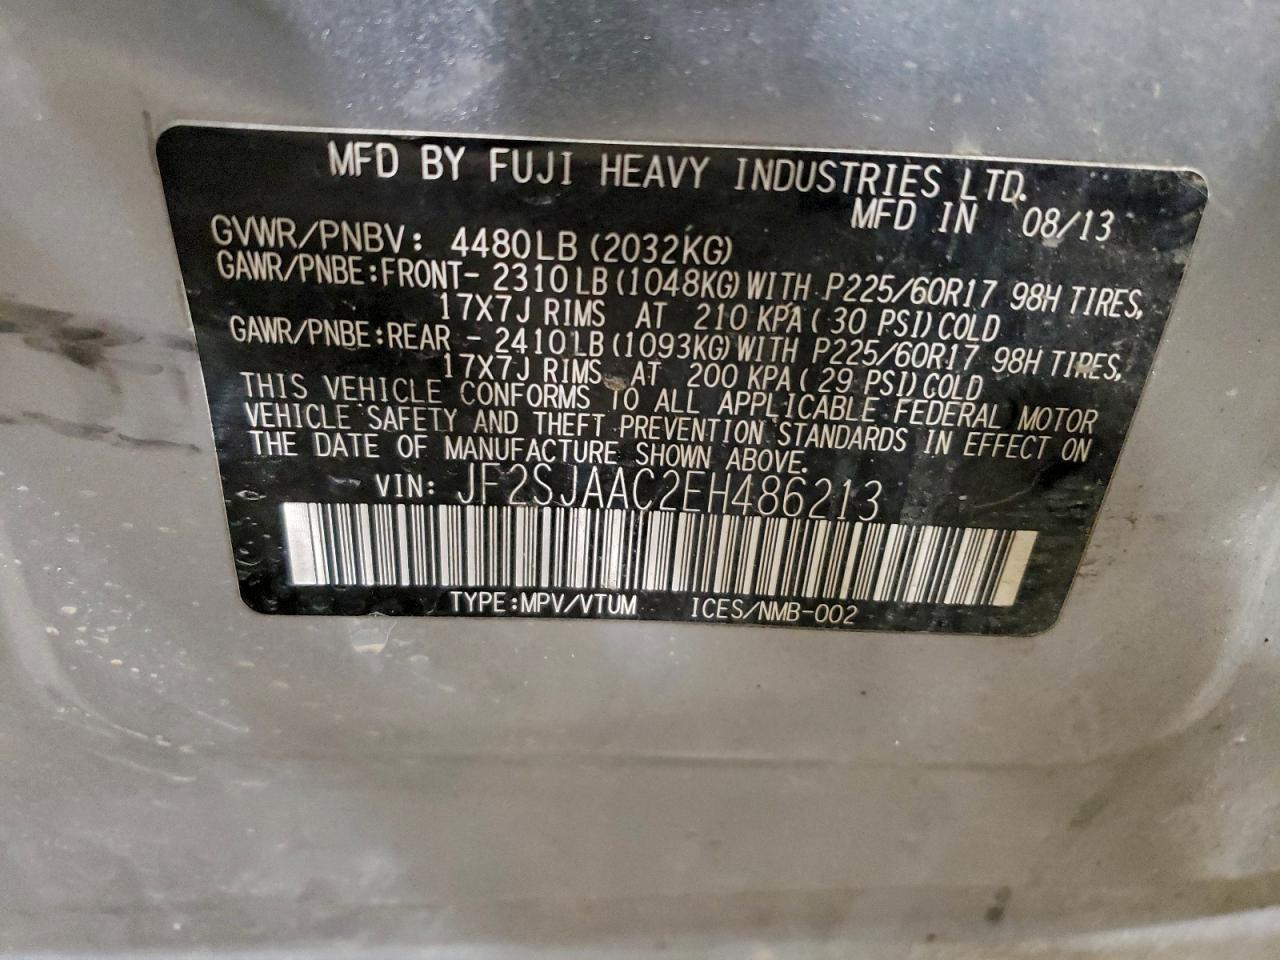 MFD BY FUJI HEAVY INDUSTRIES LTD.
MFD IN 08/13
GVWR/PNBV: 4480LB (2032KG)
GAWR/PNBE:FRONT- 2310LB (1048KG) WITH P225/60R17 98H TIRES,
17X7J RIMS AT 210 KPA (30 PSI) COLD
GAWR/PNBE:REAR - 2410LB (1093KG) WITH P225/60R17 98H TIRES,
17X7J RIMS AT 200 KPA (29 PSI) COLD
THIS VEHICLE CONFORMS TO ALL APPLICABLE FEDERAL MOTOR
VEHICLE SAFETY AND THEFT PREVENTION STANDARDS IN EFFECT ON
THE DATE OF MANUFACTURE SHOWN ABOVE.
VIN: JF2SJAAC2EH486213
TYPE:MPV/VTUM ICES/NMB-002